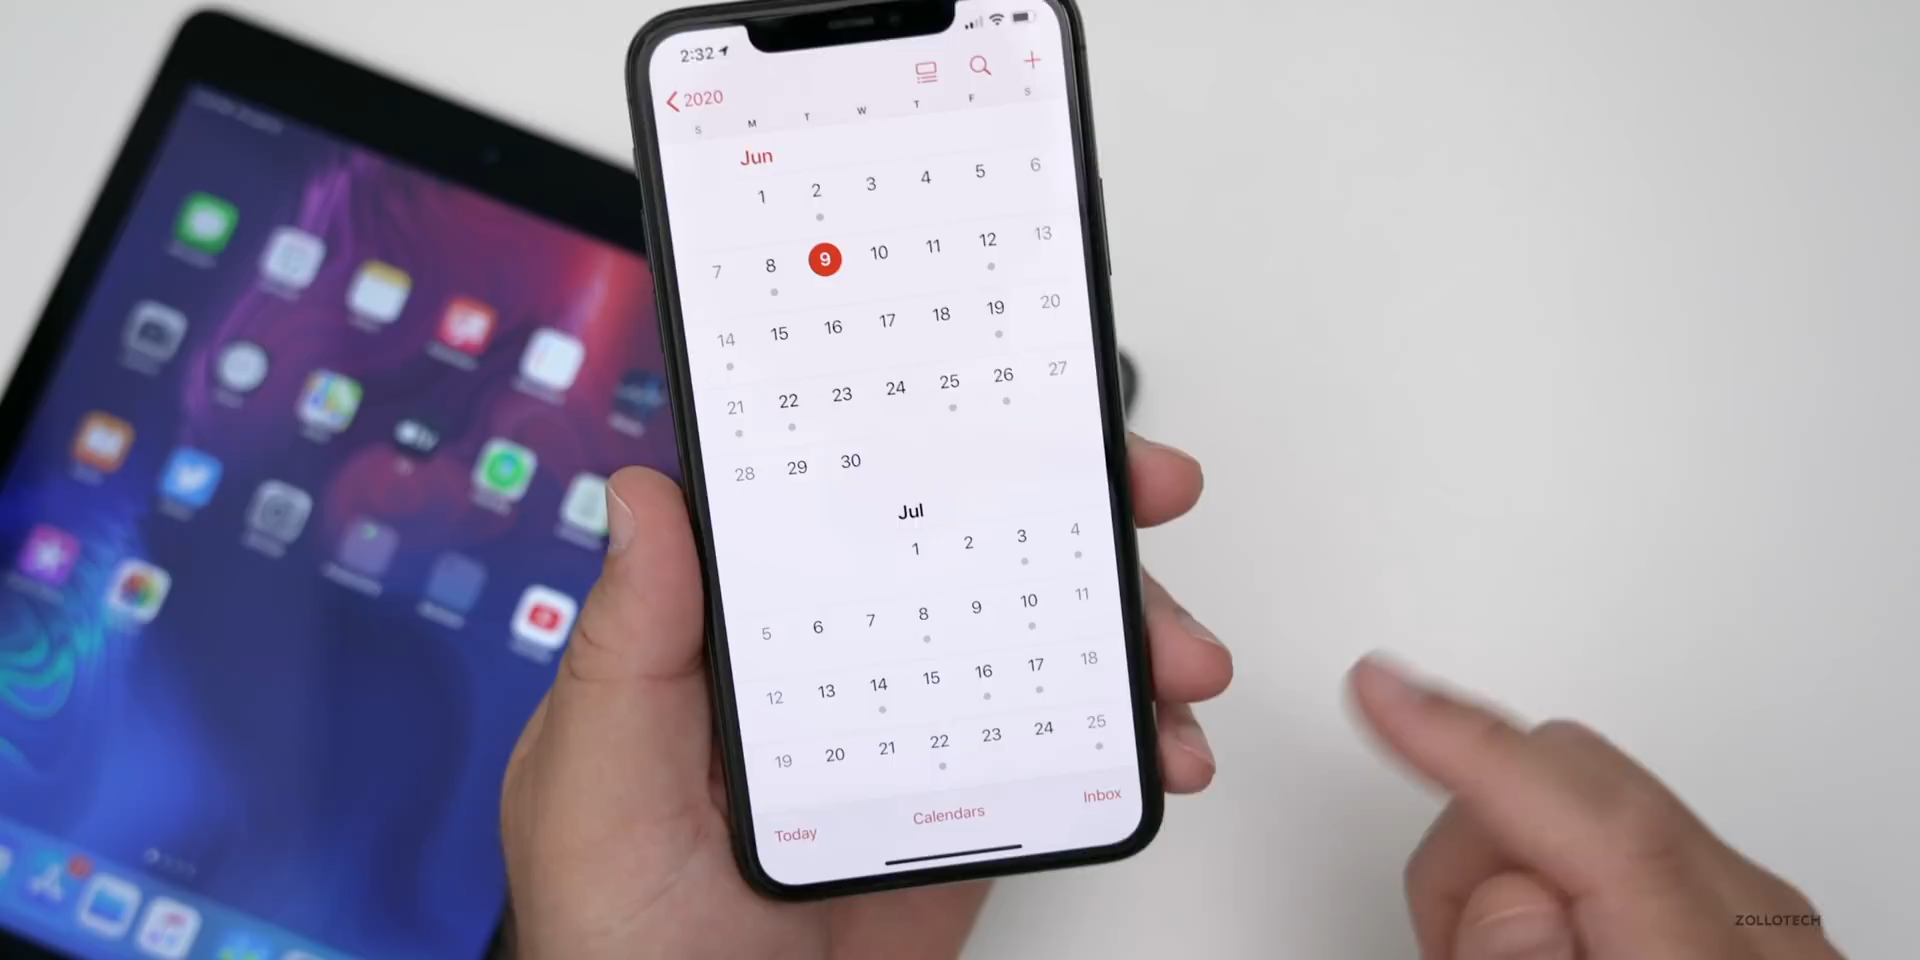 2:32
2020
S M T W T F S
Jun
1 2 3 4 5 6
7 8 9 10 11 12 13
14 15 16 17 18 19 20
21 22 23 24 25 26 27
28 29 30
Jul
1 2 3 4
5 6 7 8 9 10 11
12 13 14 15 16 17 18
19 20 21 22 23 24 25
Today Calendars Inbox
ZOLLOTECH